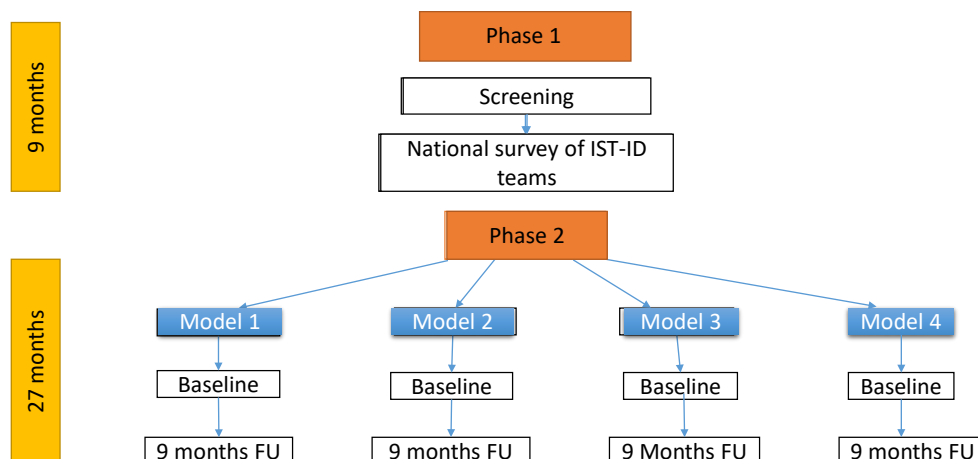 Phase 1
9 months
Screening
National survey of IST-ID
teams
Phase 2
27 months
Model 1
Model 2
Model 3
Model 4
Baseline
Baseline
Baseline
Baseline
9 months FU
9 months FU
9 Months FU
9 months FU